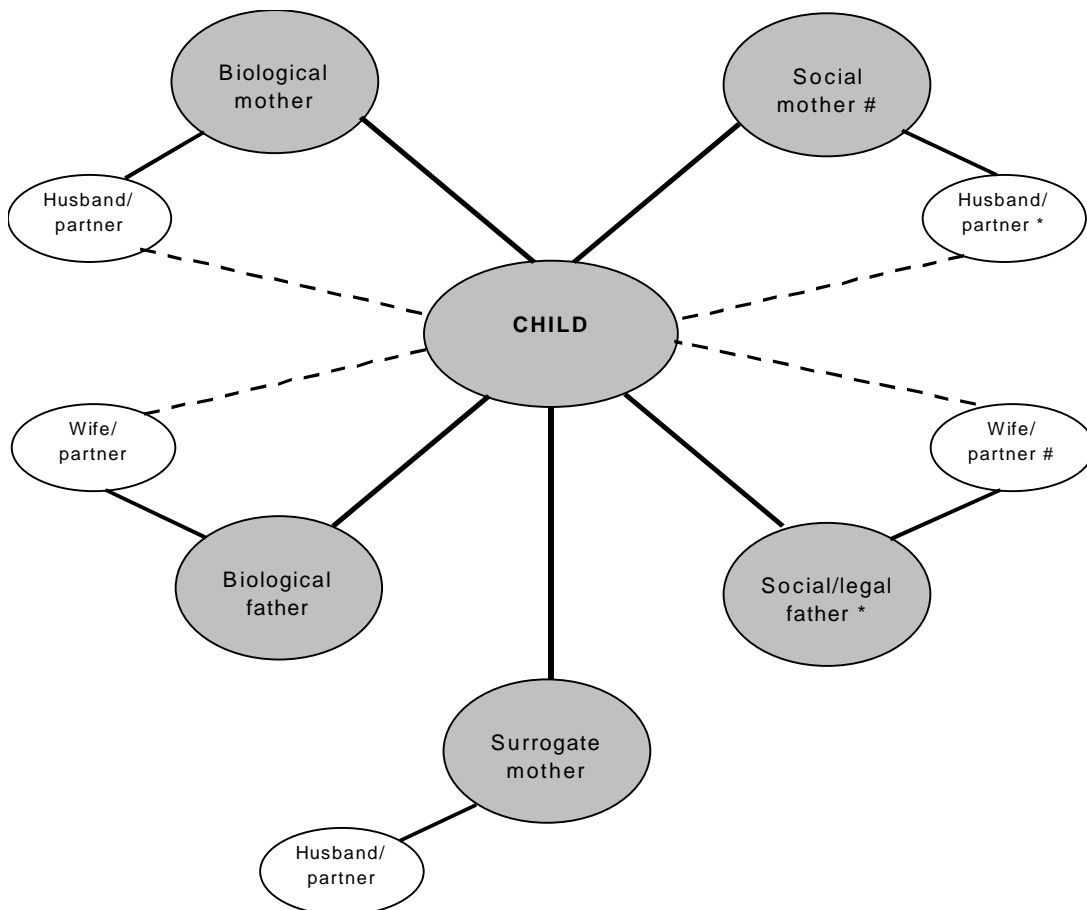 Biological
mother
Social
mother #
Husband/
partner
Husband/
partner *
CHILD
Wife/
partner
Wife/
partner #
Biological
father
Social/legal
father *
Surrogate
mother
Husband/
partner